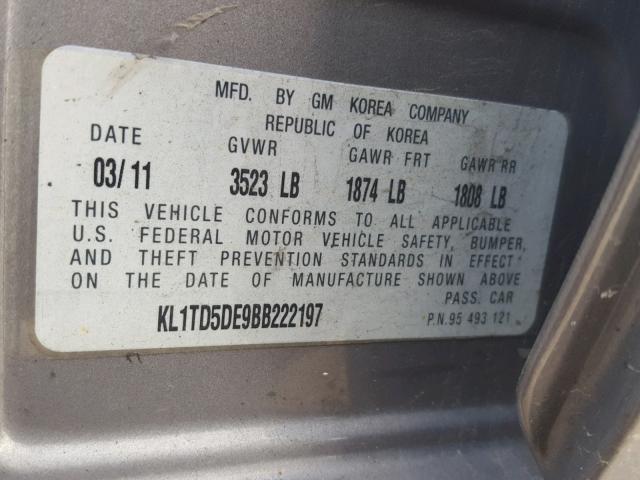 MFD. BY GM KOREA COMPANY
REPUBLIC OF KOREA
DATE GVWR GAWR FRT GAWR RR
03/11 3523 LB 1874 LB 1808 LB
THIS VEHICLE CONFORMS TO ALL APPLICABLE
U.S. FEDERAL MOTOR VEHICLE SAFETY, BUMPER,
AND THEFT PREVENTION STANDARDS IN EFFECT
ON THE DATE OF MANUFACTURE SHOWN ABOVE
PASS. CAR
KL1TD5DE9BB222197 P.N.95 493 121